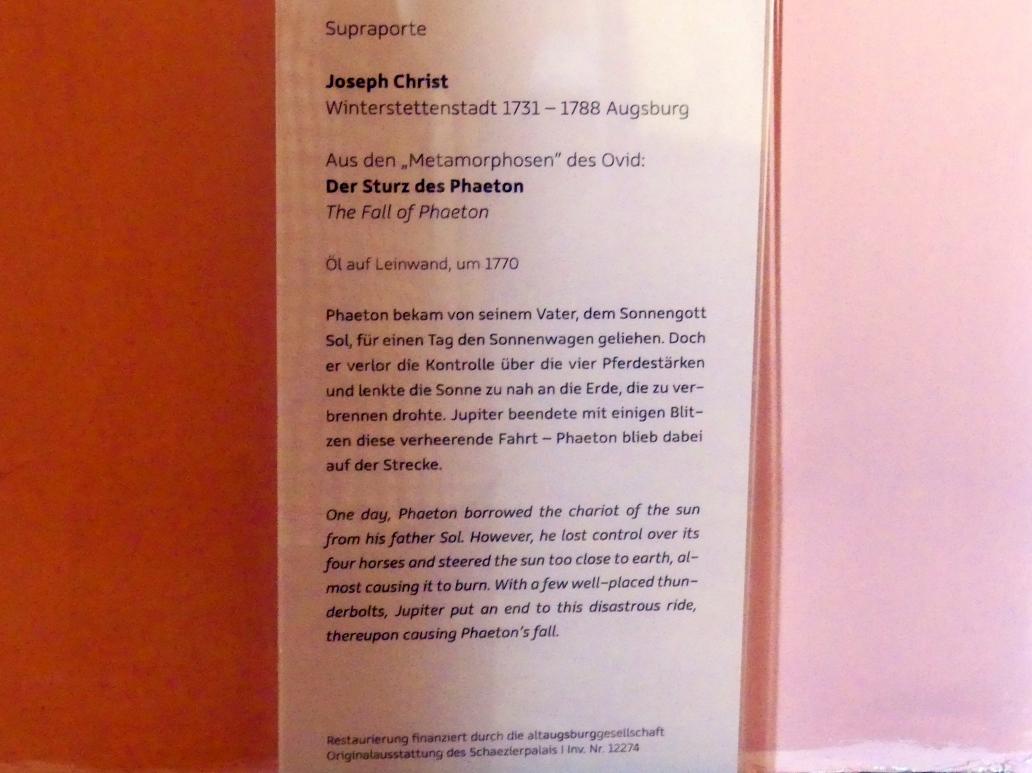 Supraporte
Joseph Christ
Winterstettenstadt 1731 – 1788 Augsburg
Aus den „Metamorphosen" des Ovid:
Der Sturz des Phaeton
The Fall of Phaeton
Öl auf Leinwand, um 1770
Phaeton bekam von seinem Vater, dem Sonnengott
Sol, für einen Tag den Sonnenwagen geliehen. Doch
er verlor die Kontrolle über die vier Pferdestärken
und lenkte die Sonne zu nah an die Erde, die zu ver-
brennen drohte. Jupiter beendete mit einigen Blit-
zen diese verheerende Fahrt – Phaeton blieb dabei
auf der Strecke.
One day, Phaeton borrowed the chariot of the sun
from his father Sol. However, he lost control over its
four horses and steered the sun too close to earth, al-
most causing it to burn. With a few well-placed thun-
derbolts, Jupiter put an end to this disastrous ride,
thereupon causing Phaeton's fall.
Restaurierung finanziert durch die altaugsburggesellschaft
Originalausstattung des Schaezlerpalais | Inv. Nr. 12274